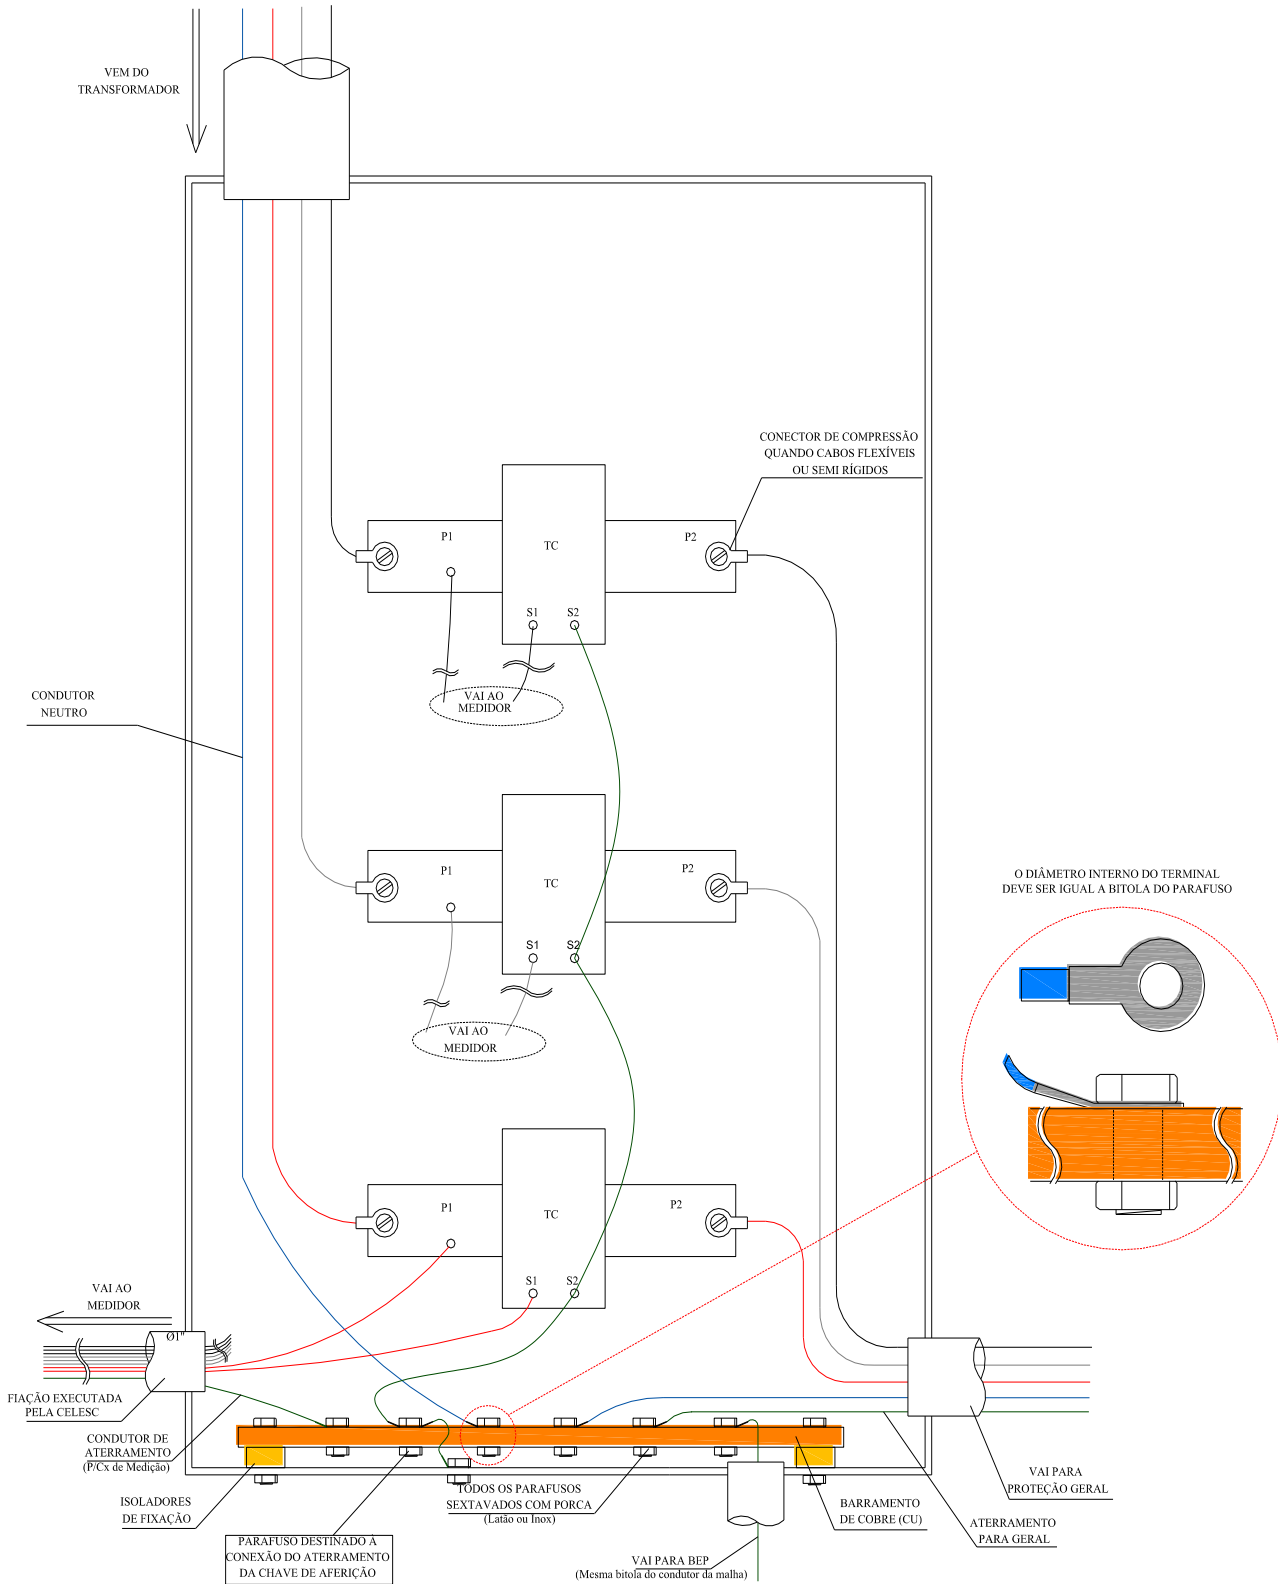 VEM DO
TRANSFORMADOR
CONECTOR DE COMPRESSÃO
QUANDO CABOS FLEXÍVEIS
OU SEMI RÍGIDOS
P1
TC
P2
S1
S2
VAI AO
MEDIDOR
CONDUTOR
NEUTRO
P1
TC
P2
S1
S2
VAI AO
MEDIDOR
O DIÂMETRO INTERNO DO TERMINAL
DEVE SER IGUAL A BITOLA DO PARAFUSO
P1
TC
P2
S1
S2
VAI AO
MEDIDOR
Ø1"
FIAÇÃO EXECUTADA
PELA CELESC
CONDUTOR DE
ATERRAMENTO
(P/Cx de Medição)
ISOLADORES
DE FIXAÇÃO
PARAFUSO DESTINADO À
CONEXÃO DO ATERRAMENTO
DA CHAVE DE AFERIÇÃO
TODOS OS PARAFUSOS
SEXTAVADOS COM PORCA
(Latão ou Inox)
VAI PARA BEP
(Mesma bitola do condutor da malha)
BARRAMENTO
DE COBRE (CU)
ATERRAMENTO
PARA GERAL
VAI PARA
PROTEÇÃO GERAL